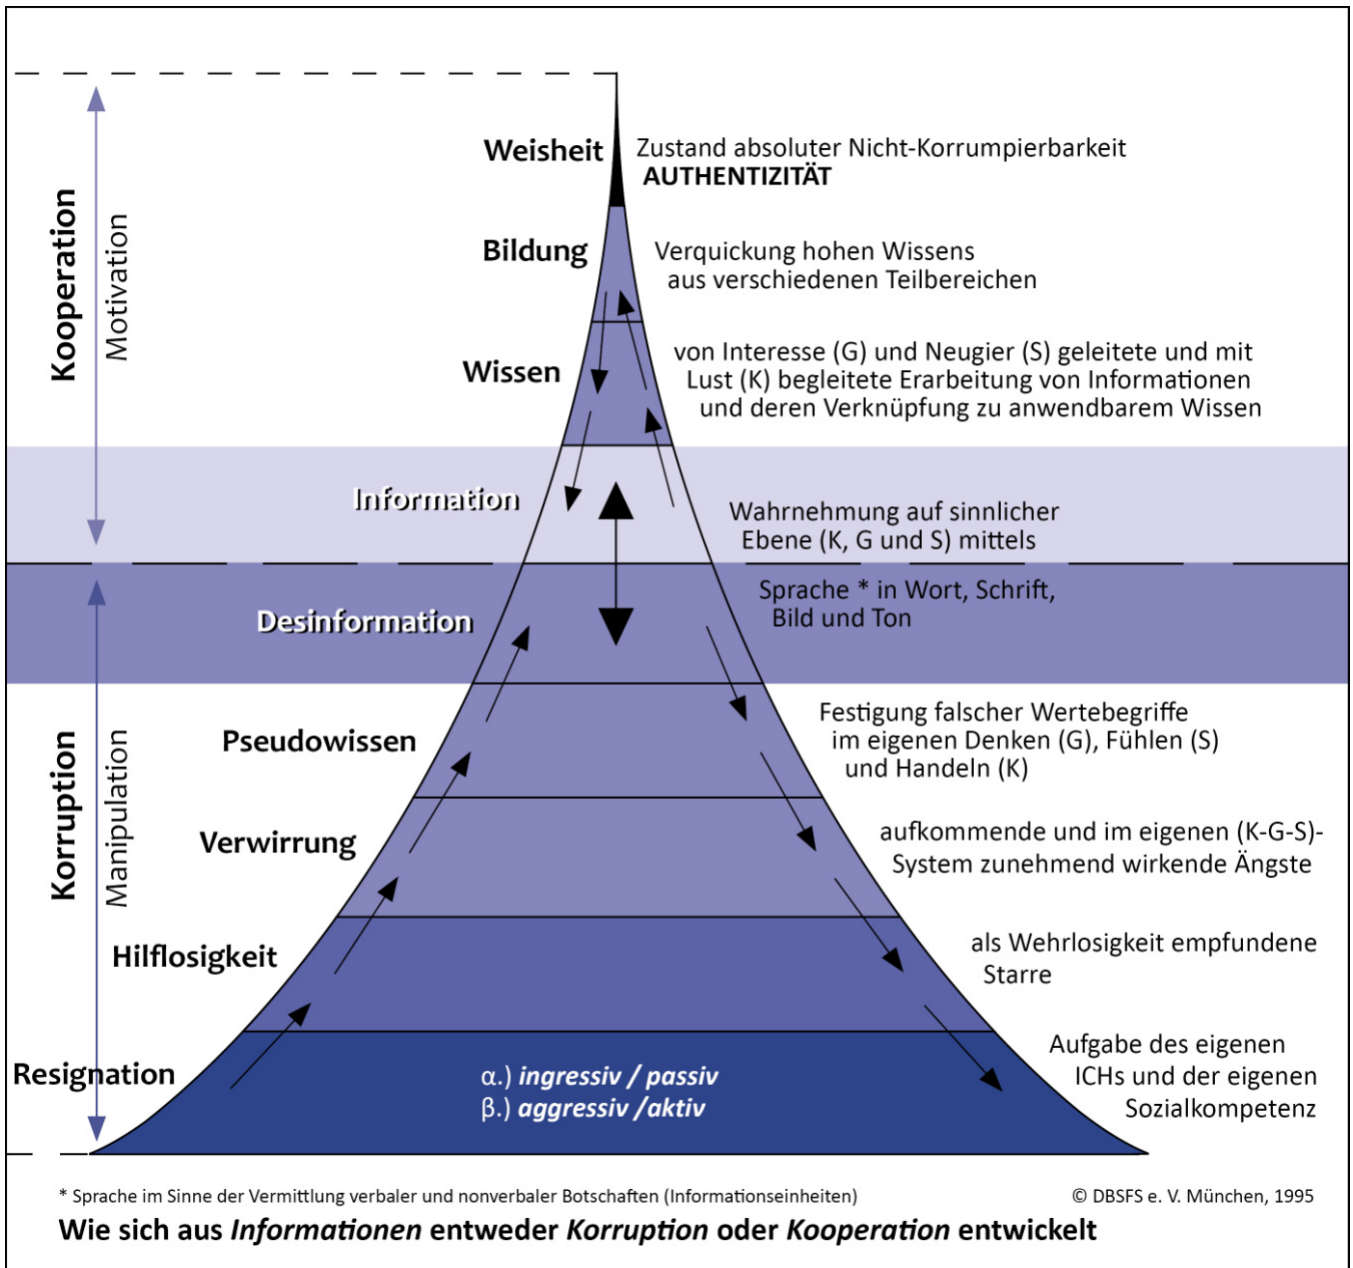 Kooperation
Motivation
Weisheit
Zustand absoluter Nicht-Korrumpierbarkeit
AUTHENTIZITÄT
Bildung
Verquickung hohen Wissens
aus verschiedenen Teilbereichen
Wissen
von Interesse (G) und Neugier (S) geleitete und mit
Lust (K) begleitete Erarbeitung von Informationen
und deren Verknüpfung zu anwendbarem Wissen
Information
Wahrnehmung auf sinnlicher
Ebene (K, G und S) mittels
Desinformation
Sprache * in Wort, Schrift,
Bild und Ton
Korruption
Manipulation
Pseudowissen
Festigung falscher Wertebegriffe
im eigenen Denken (G), Fühlen (S)
und Handeln (K)
Verwirrung
aufkommende und im eigenen (K-G-S)-
System zunehmend wirkende Ängste
Hilflosigkeit
als Wehrlosigkeit empfundene
Starre
Resignation
α.) ingressiv / passiv
β.) aggressiv /aktiv
Aufgabe des eigenen
ICHs und der eigenen
Sozialkompetenz
* Sprache im Sinne der Vermittlung verbaler und nonverbaler Botschaften (Informationseinheiten)
© DBSFS e. V. München, 1995
Wie sich aus Informationen entweder Korruption oder Kooperation entwickelt